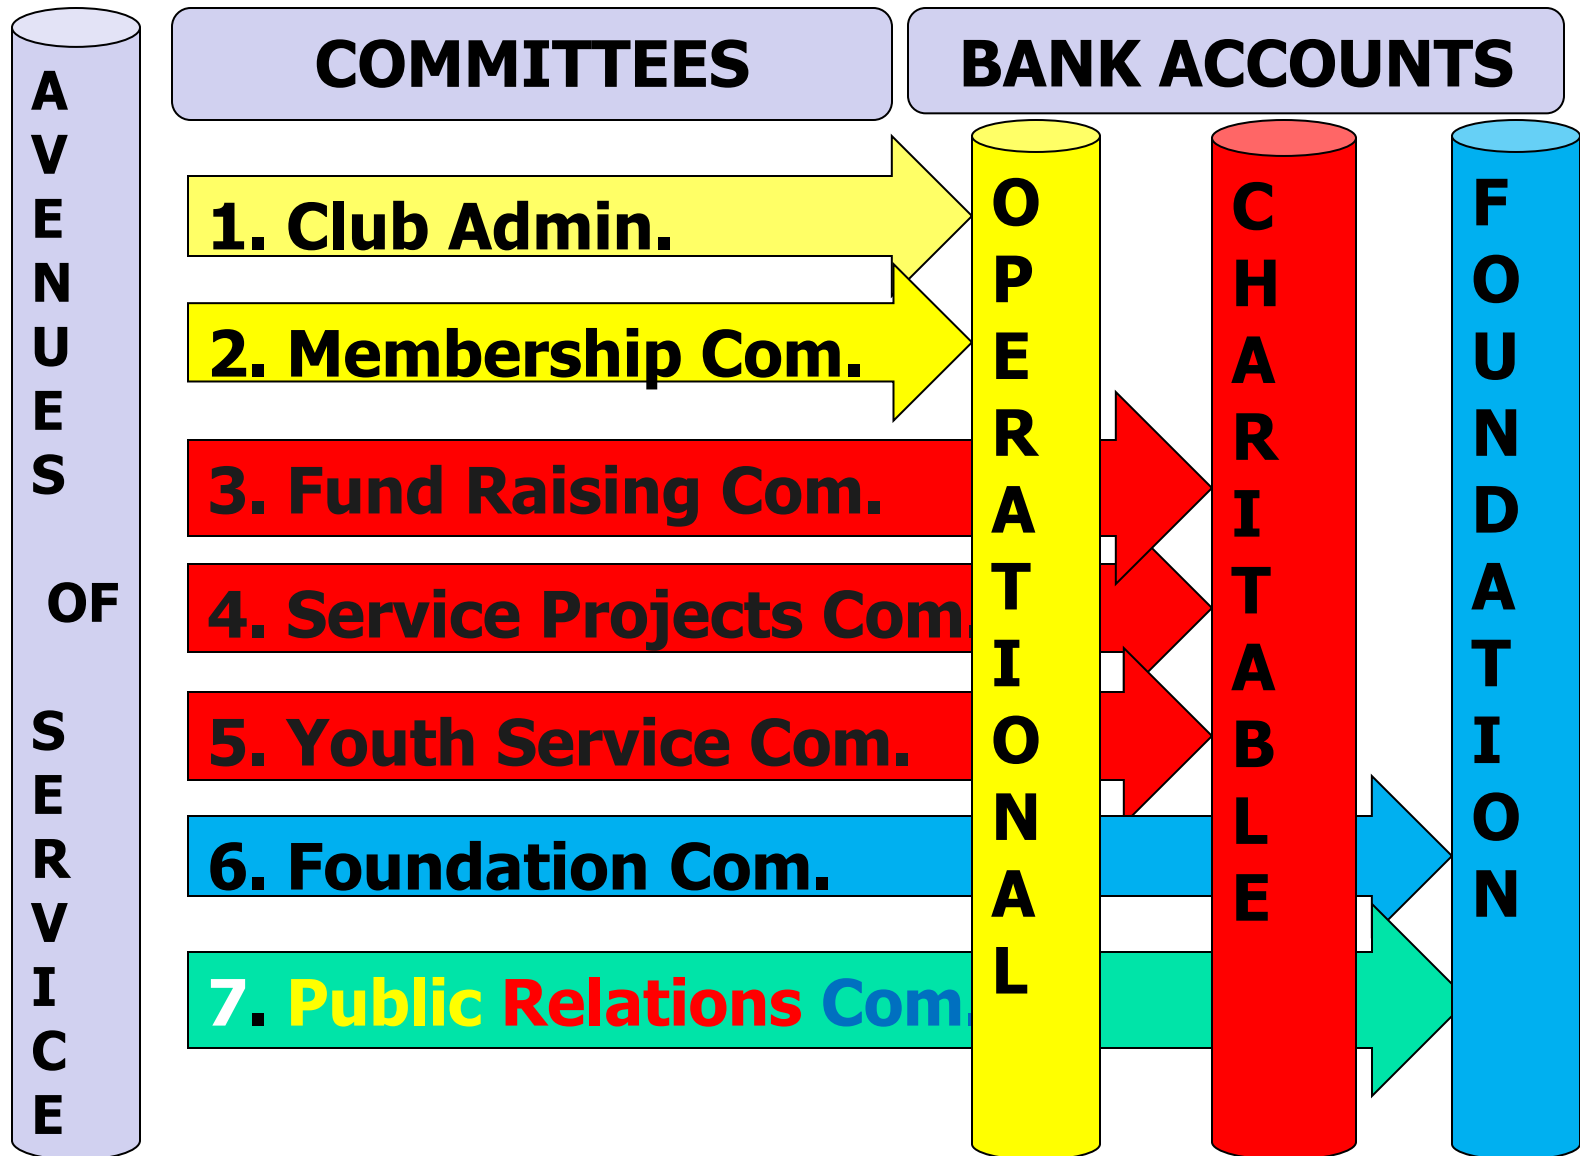 AVENUES
OF
SERVICE
COMMITTEES
BANK ACCOUNTS
1. Club Admin.
2. Membership Com.
3. Fund Raising Com.
4. Service Projects Com.
5. Youth Service Com.
6. Foundation Com.
7. Public Relations Com.
OPERATIONAL
CHARITABLE
FOUNDATION